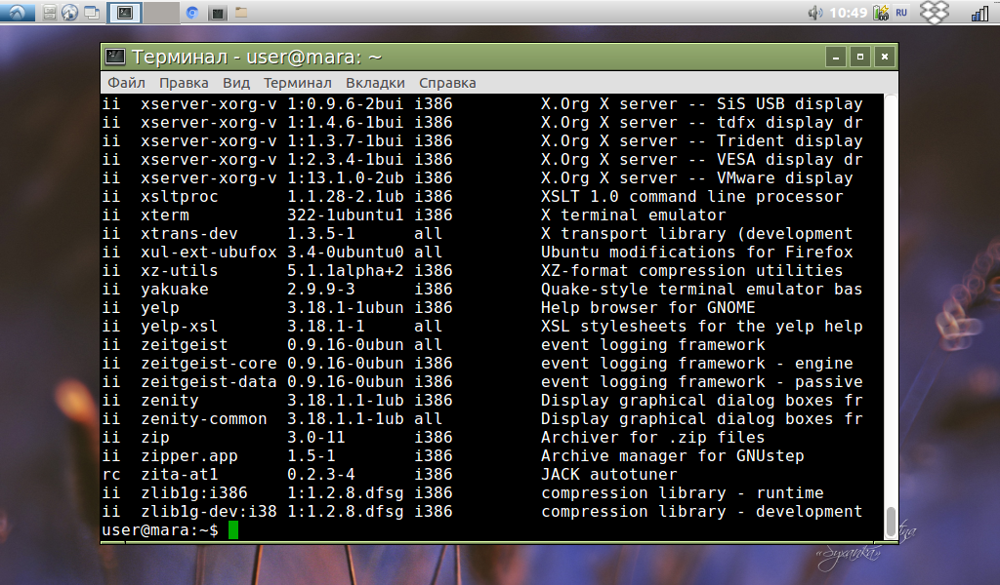 10:49 RU
Терминал - user@mara: ~
Файл Правка Вид Терминал Вкладки Справка
ii xserver-xorg-v 1:0.9.6-2bui i386 X.Org X server -- SiS USB display
ii xserver-xorg-v 1:1.4.6-1bui i386 X.Org X server -- tdfx display dr
ii xserver-xorg-v 1:1.3.7-1bui i386 X.Org X server -- Trident display
ii xserver-xorg-v 1:2.3.4-1bui i386 X.Org X server -- VESA display dr
ii xserver-xorg-v 1:13.1.0-2ub i386 X.Org X server -- VMware display
ii xsltproc 1.1.28-2.1ub i386 XSLT 1.0 command line processor
ii xterm 322-1ubuntu1 i386 X terminal emulator
ii xtrans-dev 1.3.5-1 all X transport library (development
ii xul-ext-ubufox 3.4-0ubuntu0 all Ubuntu modifications for Firefox
ii xz-utils 5.1.1alpha+2 i386 XZ-format compression utilities
ii yakuake 2.9.9-3 i386 Quake-style terminal emulator bas
ii yelp 3.18.1-1ubun i386 Help browser for GNOME
ii yelp-xsl 3.18.1-1 all XSL stylesheets for the yelp help
ii zeitgeist 0.9.16-0ubun all event logging framework
ii zeitgeist-core 0.9.16-0ubun i386 event logging framework - engine
ii zeitgeist-data 0.9.16-0ubun i386 event logging framework - passive
ii zenity 3.18.1.1-1ub i386 Display graphical dialog boxes fr
ii zenity-common 3.18.1.1-1ub all Display graphical dialog boxes fr
ii zip 3.0-11 i386 Archiver for .zip files
ii zipper.app 1.5-1 i386 Archive manager for GNUstep
rc zita-at1 0.2.3-4 i386 JACK autotuner
ii zlib1g:i386 1:1.2.8.dfsg i386 compression library - runtime
ii zlib1g-dev:i38 1:1.2.8.dfsg i386 compression library - development
user@mara:~$